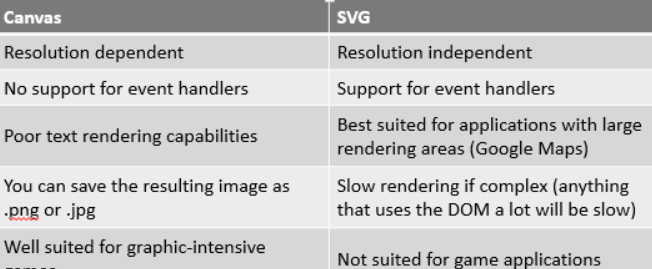 Canvas
SVG
Resolution dependent
Resolution independent
No support for event handlers
Support for event handlers
Poor text rendering capabilities
Best suited for applications with large
rendering areas (Google Maps)
You can save the resulting image as
.png or .jpg
Slow rendering if complex (anything
that uses the DOM a lot will be slow)
Well suited for graphic-intensive
Not suited for game applications